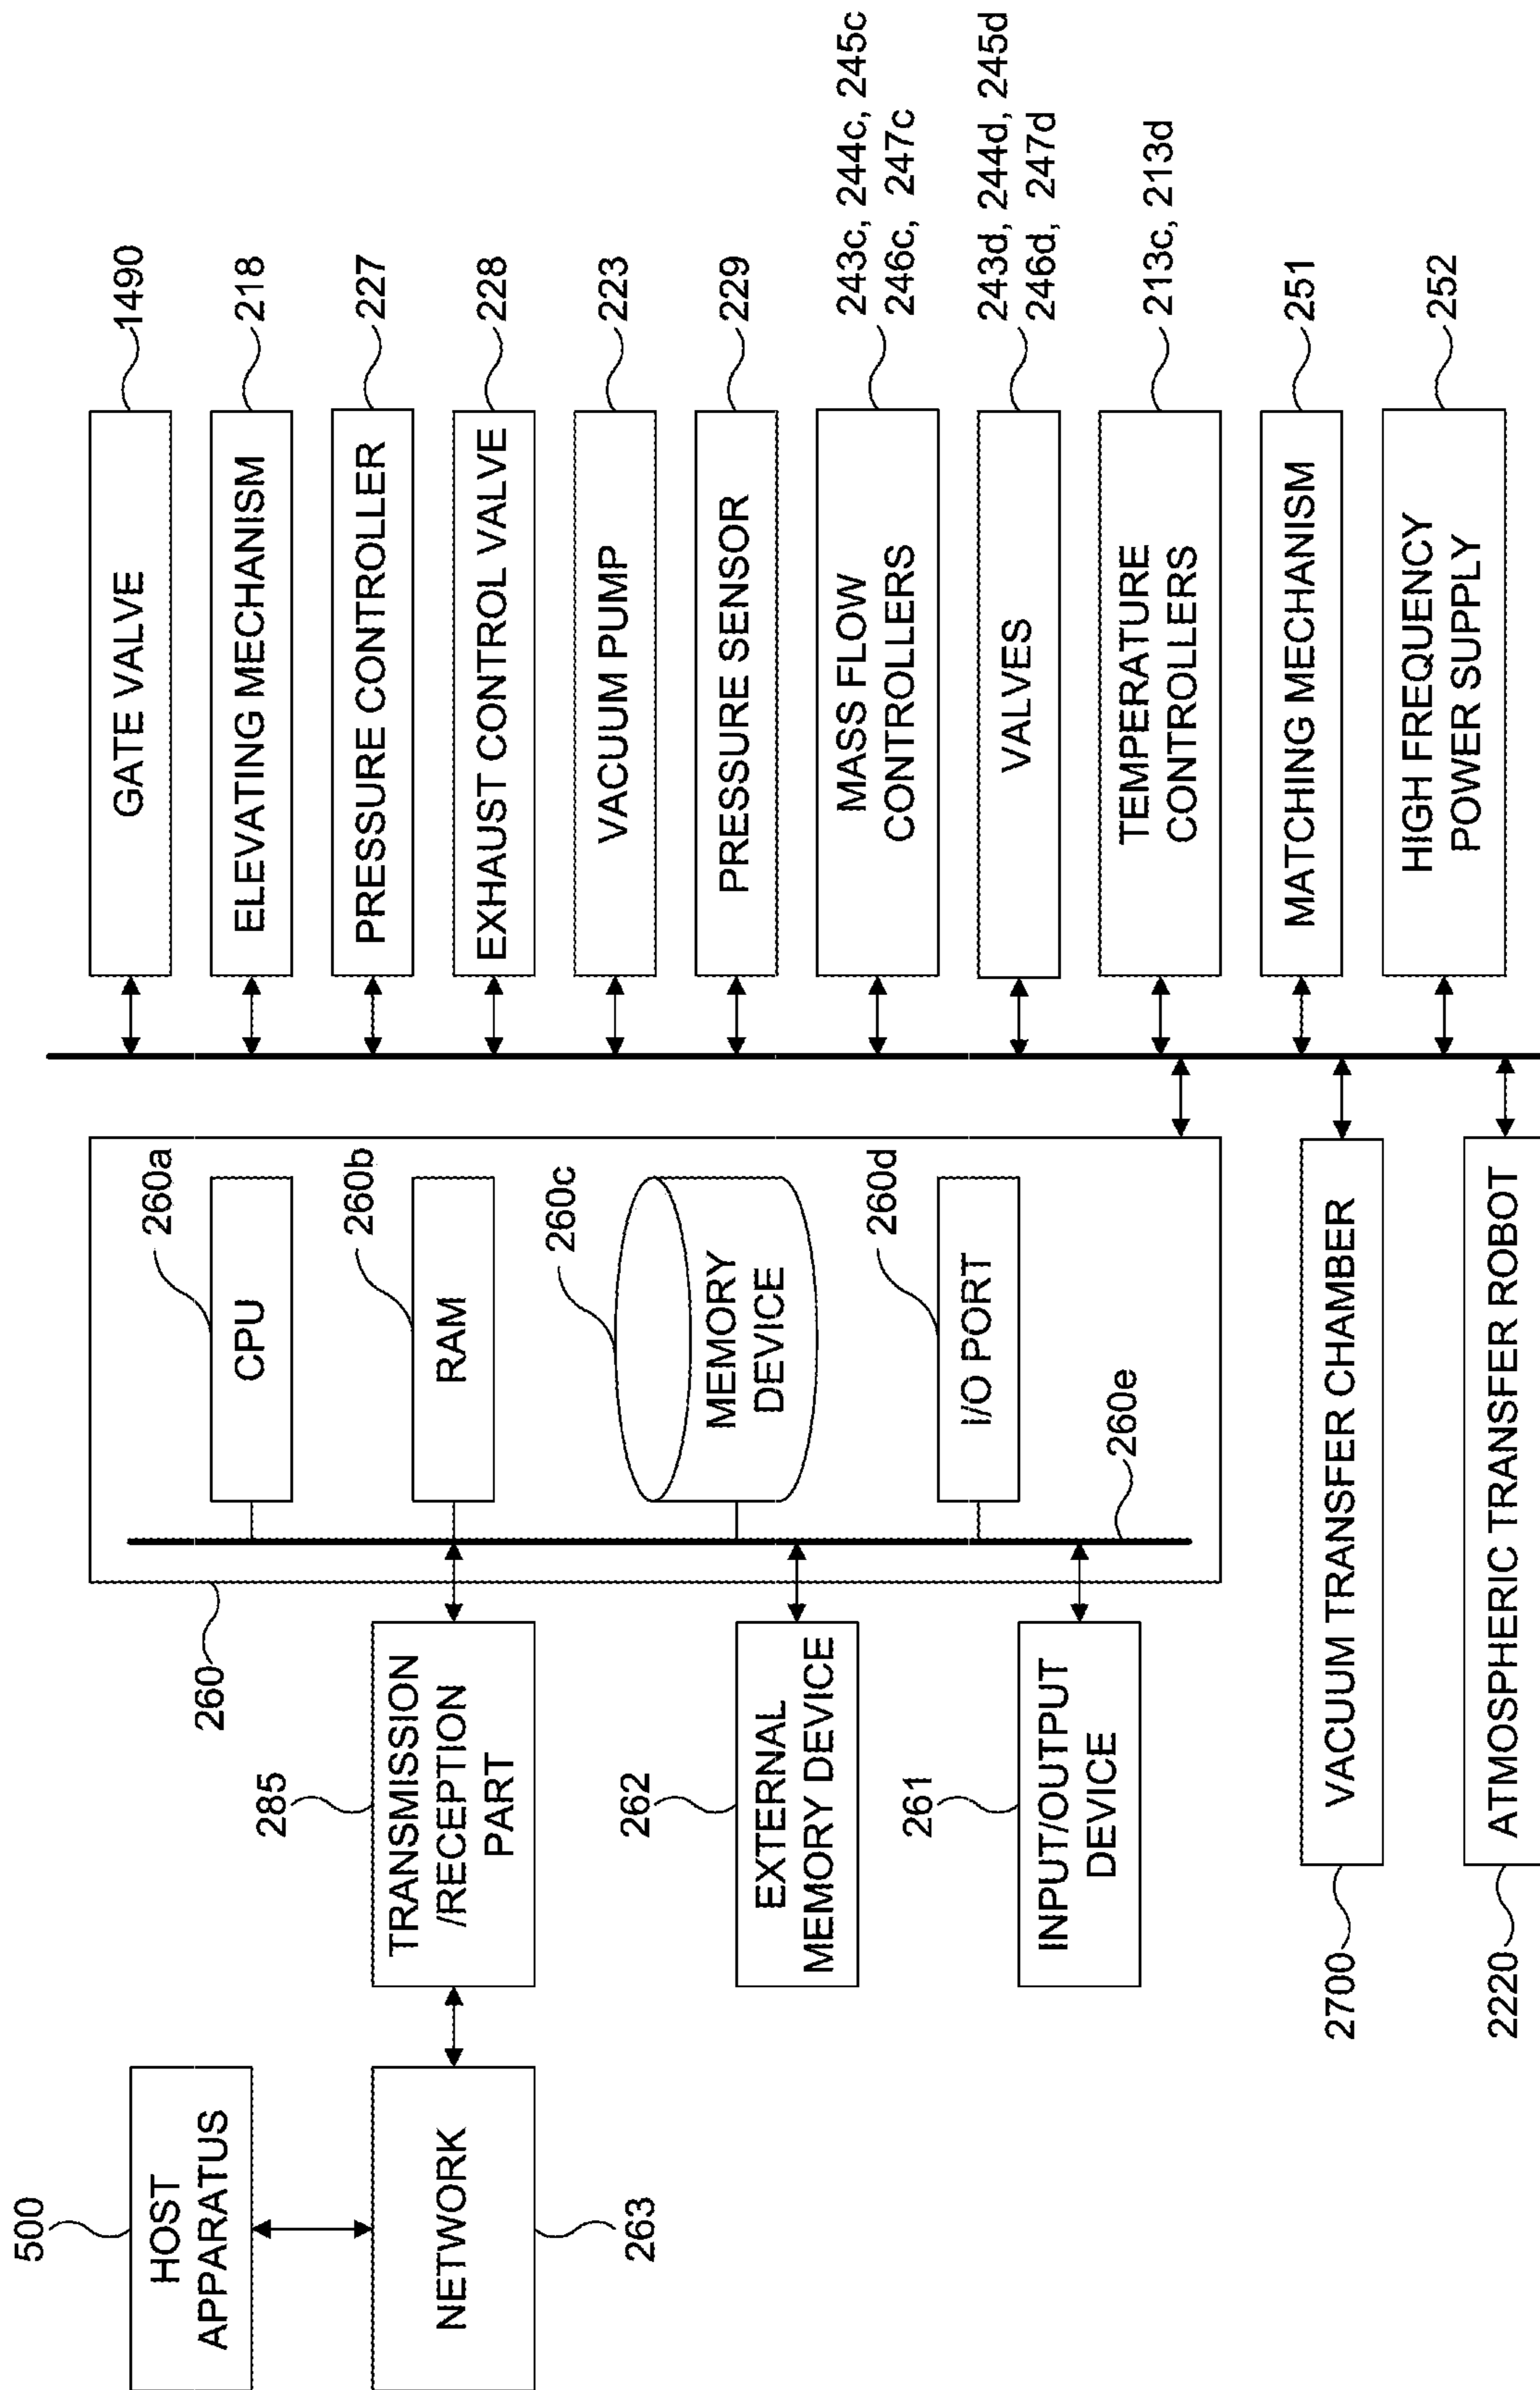 500
HOST
APPARATUS
NETWORK
263
285
TRANSMISSION
/RECEPTION
PART
262
EXTERNAL
MEMORY DEVICE
261
INPUT/OUTPUT
DEVICE
260
CPU
260a
RAM
260b
MEMORY
DEVICE
260c
I/O PORT
260d
260e
2700
VACUUM TRANSFER CHAMBER
2220
ATMOSPHERIC TRANSFER ROBOT
GATE VALVE
1490
ELEVATING MECHANISM
218
PRESSURE CONTROLLER
227
EXHAUST CONTROL VALVE
228
VACUUM PUMP
223
PRESSURE SENSOR
229
MASS FLOW
CONTROLLERS
243c, 244c, 245c
246c, 247c
VALVES
243d, 244d, 245d
246d, 247d
TEMPERATURE
CONTROLLERS
213c, 213d
MATCHING MECHANISM
251
HIGH FREQUENCY
POWER SUPPLY
252